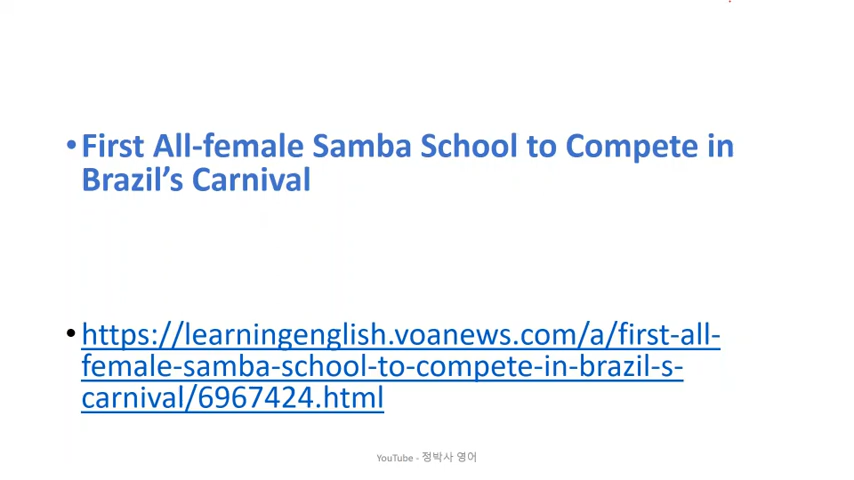 •First All-female Samba School to Compete in
Brazil’s Carnival
•https://learningenglish.voanews.com/a/first-all-
female-samba-school-to-compete-in-brazil-s-
carnival/6967424.html
YouTube - 정박사 영어